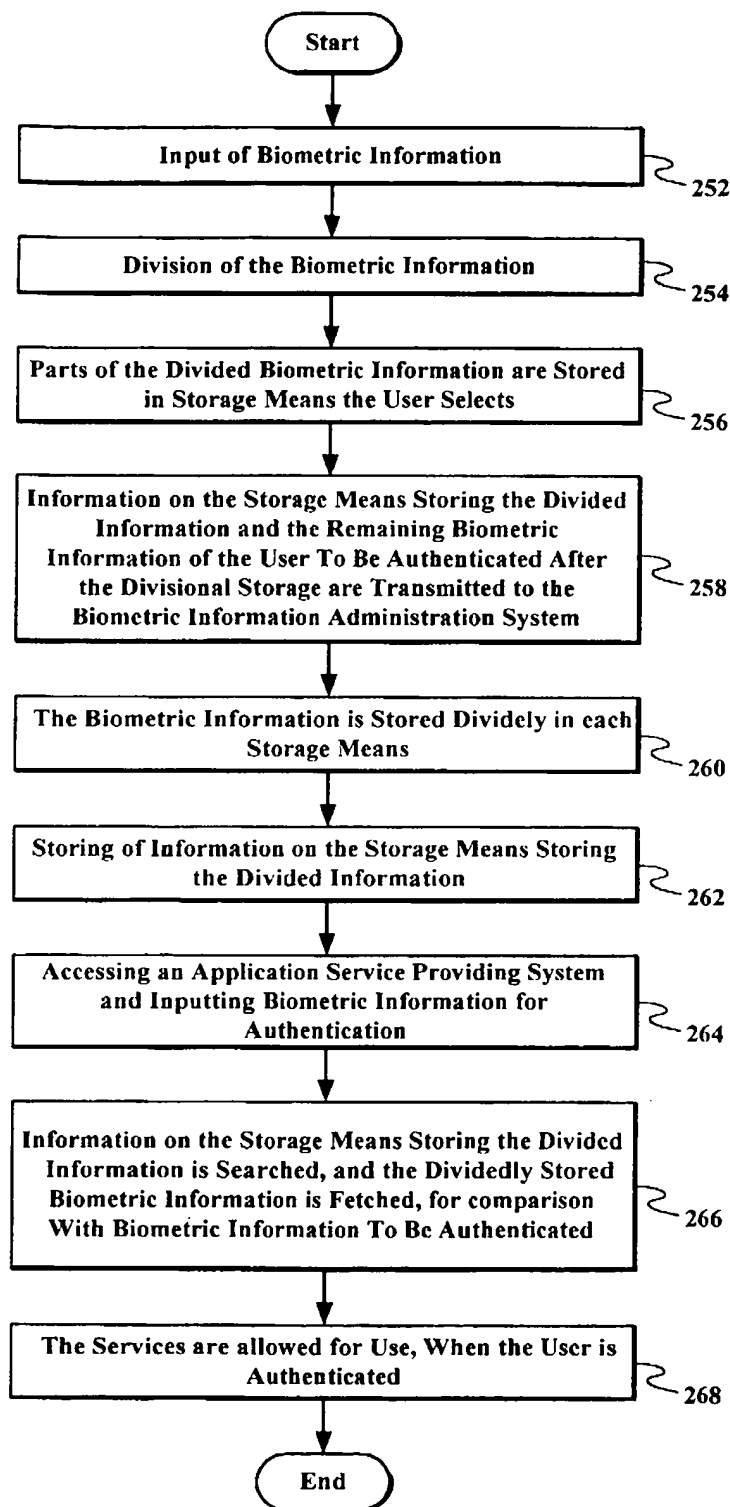 Start
Input of Biometric Information
252
Division of the Biometric Information
254
Parts of the Divided Biometric Information are Stored
in Storage Means the User Selects
256
Information on the Storage Means Storing the Divided
Information and the Remaining Biometric
Information of the User To Be Authenticated After
the Divisional Storage are Transmitted to the
Biometric Information Administration System
258
The Biometric Information is Stored Dividely in each
Storage Means
260
Storing of Information on the Storage Means Storing
the Divided Information
262
Accessing an Application Service Providing System
and Inputting Biometric Information for
Authentication
264
Information on the Storage Means Storing the Divided
Information is Searched, and the Dividedly Stored
Biometric Information is Fetched, for comparison
With Biometric Information To Be Authenticated
266
The Services are allowed for Use, When the User is
Authenticated
268
End